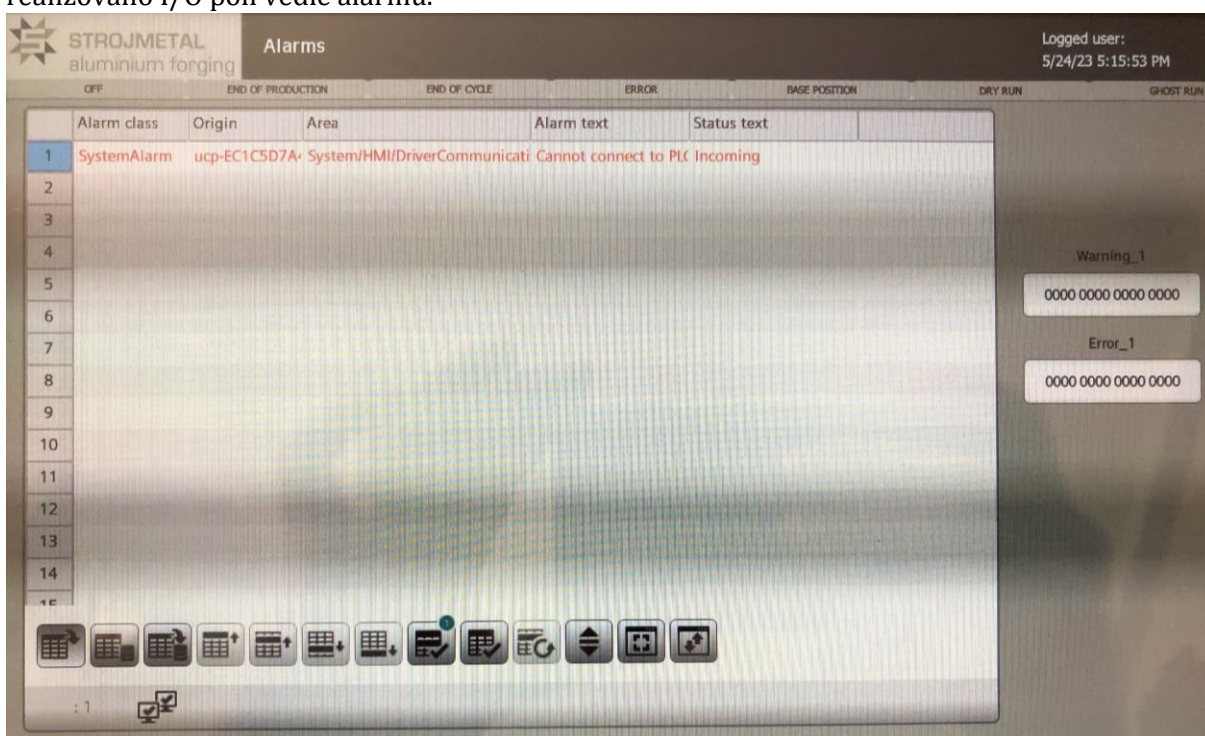 realizováno I/O polí vedle alarmů.
STROJMETAL
aluminium forging
Alarms
Logged user:
5/24/23 5:15:53 PM
OFF END OF PRODUCTION END OF CYCLE ERROR BASE POSITION DRY RUN GHOST RUN
Alarm class Origin Area Alarm text Status text
1 SystemAlarm ucp-EC1C5D7A System/HMI/DriverCommunicati Cannot connect to PLC Incoming
2
3
4
Warning_1
5
0000 0000 0000 0000
6
7
Error_1
8
0000 0000 0000 0000
9
10
11
12
13
14
15
: 1